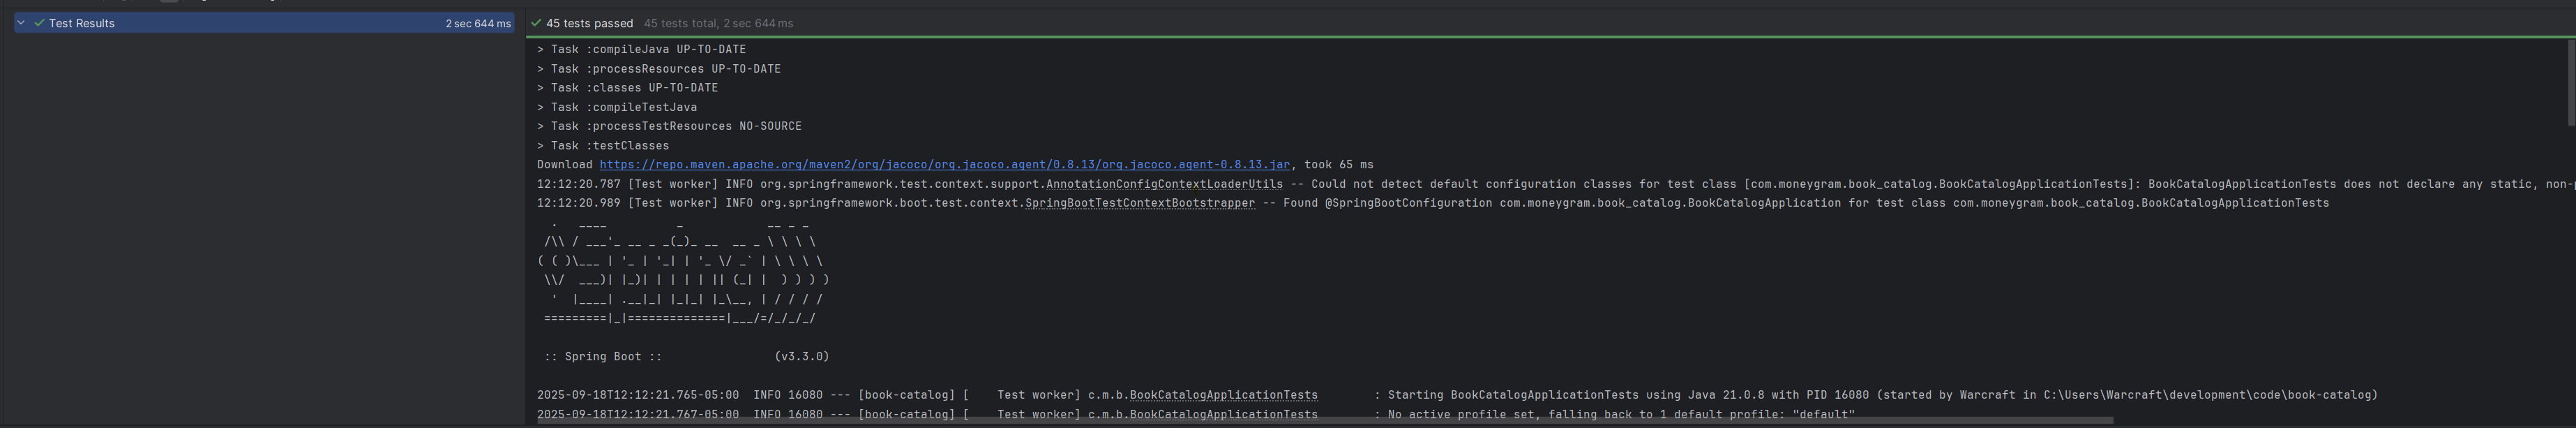 Test Results 2 sec 644 ms
45 tests passed 45 tests total, 2 sec 644 ms
> Task :compileJava UP-TO-DATE
> Task :processResources UP-TO-DATE
> Task :classes UP-TO-DATE
> Task :compileTestJava
> Task :processTestResources NO-SOURCE
> Task :testClasses
Download https://repo.maven.apache.org/maven2/org/jacoco/org.jacoco.agent/0.8.13/org.jacoco.agent-0.8.13.jar, took 65 ms
12:12:20.787 [Test worker] INFO org.springframework.test.context.support.AnnotationConfigContextLoaderUtils -- Could not detect default configuration classes for test class [com.moneygram.book_catalog.BookCatalogApplicationTests]: BookCatalogApplicationTests does not declare any static,
12:12:20.989 [Test worker] INFO org.springframework.boot.test.context.SpringBootTestContextBootstrapper -- Found @SpringBootConfiguration com.moneygram.book_catalog.BookCatalogApplication for test class com.moneygram.book_catalog.BookCatalogApplicationTests
  .   ____          _            __ _ _
 /\\ / ___'_ __ _ _(_)_ __  __ _ \ \ \ \
( ( )\___ | '_ | '_| | '_ \/ _` | \ \ \ \
 \\/  ___)| |_)| | | | | || (_| |  ) ) ) )
  '  |____| .__|_| |_|_| |_\__, | / / / /
 =========|_|==============|___/=/_/_/_/
 :: Spring Boot ::                (v3.3.0)
2025-09-18T12:12:21.765-05:00  INFO 16080 --- [book-catalog] [    Test worker] c.m.b.BookCatalogApplicationTests        : Starting BookCatalogApplicationTests using Java 21.0.8 with PID 16080 (started by Warcraft in C:\Users\Warcraft\development\code\book-catalog)
2025-09-18T12:12:21.767-05:00  INFO 16080 --- [book-catalog] [    Test worker] c.m.b.BookCatalogApplicationTests        : No active profile set, falling back to 1 default profile: "default"